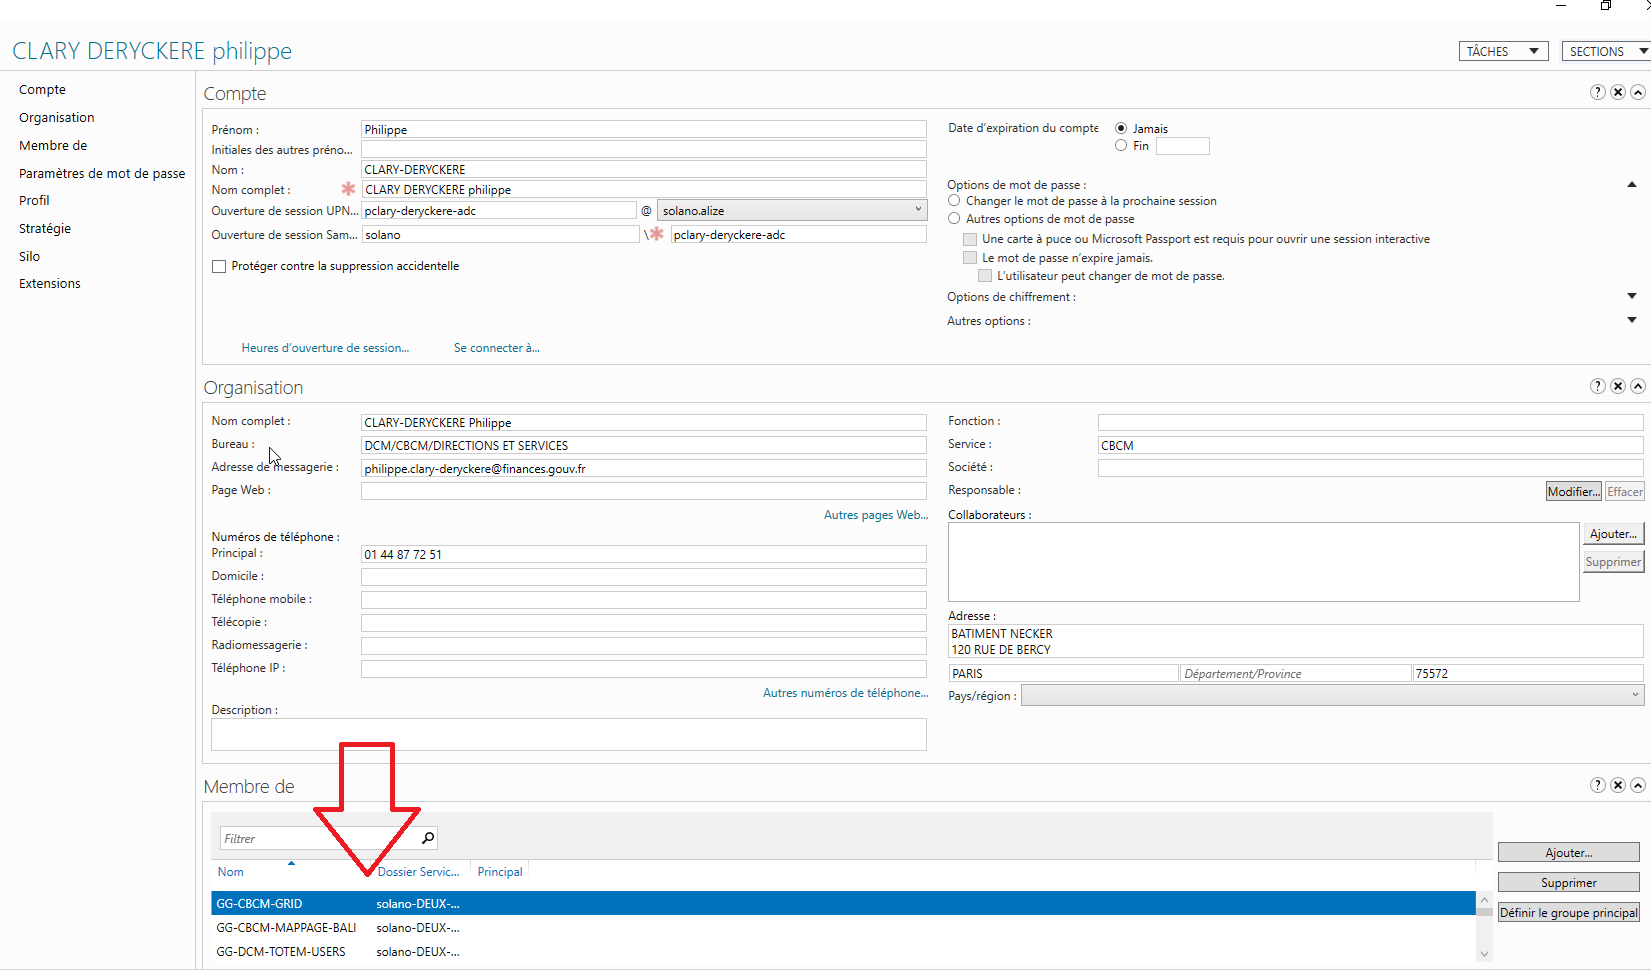 CLARY DERYCKERE philippe
TÂCHES
SECTIONS
Compte
Organisation
Membre de
Paramètres de mot de passe
Profil
Stratégie
Silo
Extensions
Compte
Prénom :
Philippe
Initiales des autres préno...
Nom :
CLARY-DERYCKERE
Nom complet :
CLARY DERYCKERE philippe
Ouverture de session UPN...
pclary-deryckere-adc
@
solano.alize
Ouverture de session Sam...
solano
\
pclary-deryckere-adc
Protéger contre la suppression accidentelle
Heures d'ouverture de session...
Se connecter à...
Date d'expiration du compte
Jamais
Fin
Options de mot de passe :
Changer le mot de passe à la prochaine session
Autres options de mot de passe
Une carte à puce ou Microsoft Passport est requis pour ouvrir une session interactive
Le mot de passe n'expire jamais.
L'utilisateur peut changer de mot de passe.
Options de chiffrement :
Autres options :
Organisation
Nom complet :
CLARY-DERYCKERE Philippe
Bureau :
DCM/CBCM/DIRECTIONS ET SERVICES
Adresse de messagerie :
philippe.clary-deryckere@finances.gouv.fr
Page Web :
Autres pages Web...
Numéros de téléphone :
Principal :
01 44 87 72 51
Domicile :
Téléphone mobile :
Télécopie :
Radiomessagerie :
Téléphone IP :
Autres numéros de téléphone...
Description :
Fonction :
Service :
CBCM
Société :
Responsable :
Modifier...
Effacer
Collaborateurs :
Ajouter...
Supprimer
Adresse :
BATIMENT NECKER
120 RUE DE BERCY
PARIS
Département/Province
75572
Pays/région :
Membre de
Filtrer
Nom
Dossier Servic...
Principal
GG-CBCM-GRID
solano-DEUX-...
GG-CBCM-MAPPAGE-BALI
solano-DEUX-...
GG-DCM-TOTEM-USERS
solano-DEUX-...
Ajouter...
Supprimer
Définir le groupe principal